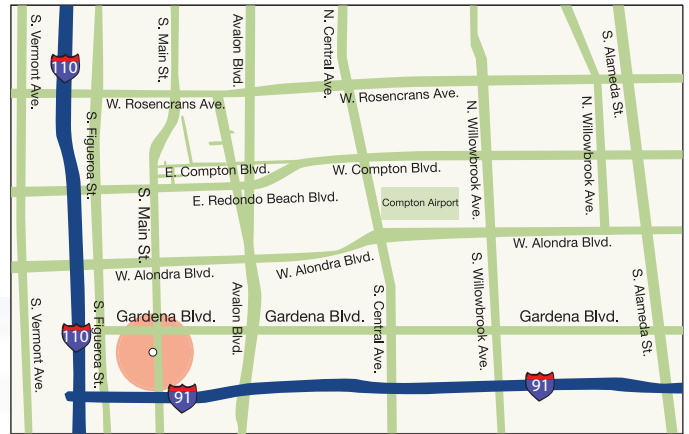 S. Vermont Ave.
110
S. Main St.
Avalon Blvd.
N. Central Ave.
S. Alameda St.
W. Rosencrans Ave.
W. Rosencrans Ave.
S. Figueroa St.
N. Willowbrook Ave.
N. Willowbrook Ave.
E. Compton Blvd.
W. Compton Blvd.
S. Main St.
E. Redondo Beach Blvd.
Compton Airport
W. Alondra Blvd.
W. Alondra Blvd.
W. Alondra Blvd.
S. Vermont Ave.
S. Figueroa St.
Avalon Blvd.
S. Central Ave.
S. Willowbrook Ave.
S. Alameda St.
Gardena Blvd.
Gardena Blvd.
Gardena Blvd.
110
91
91